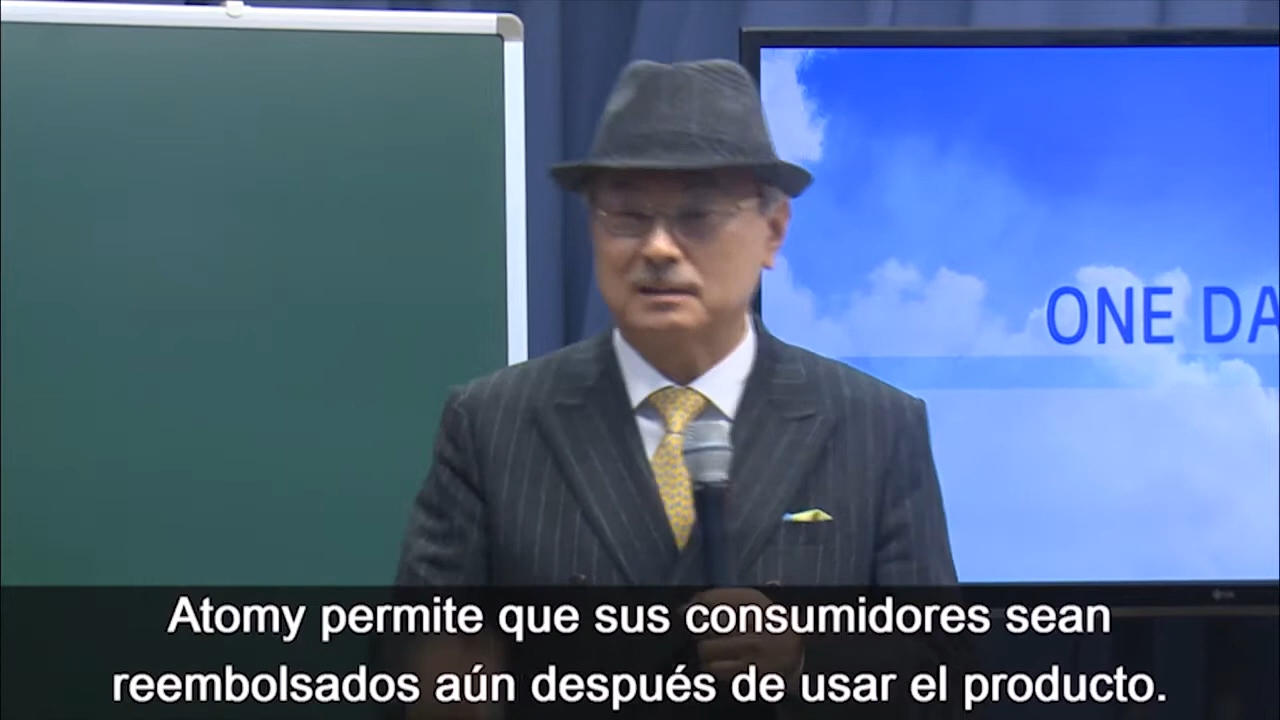 ONE DA
Atomy permite que sus consumidores sean
reembolsados aún después de usar el producto.